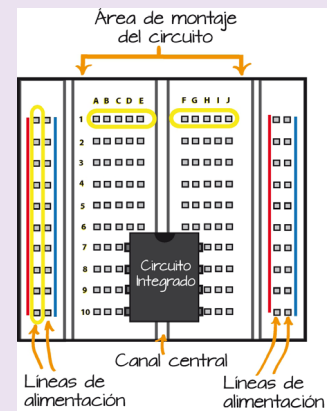 Área de montaje
del circuito
A B C D E
F G H I J
1
2
3
4
5
6
7
8
9
10
Circuito
Integrado
Canal central
Líneas de
alimentación
Líneas de
alimentación